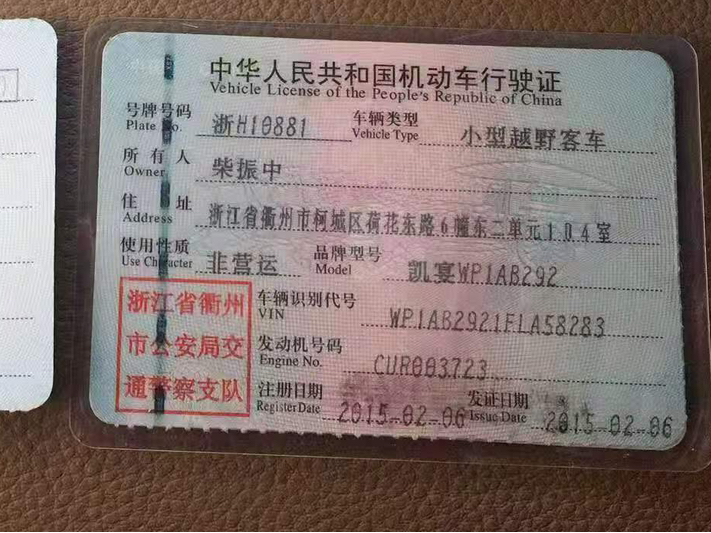 中华人民共和国机动车行驶证
Vehicle License of the People's Republic of China
号牌号码 浙H10881 车辆类型 小型越野客车
Plate No. Vehicle Type
所有人 柴振中
Owner
住址 浙江省衢州市柯城区荷花东路6幢东二单元104室
Address
使用性质 非营运 品牌型号 凯宴WP1AB292
Use Character Model
浙江省衢州
市公安局交
通警察支队
车辆识别代号 WP1AB2921FLA58283
VIN
发动机号码 CUR003723
Engine No.
注册日期 2015-02-06 发证日期 2015-02-06
Register Date Issue Date